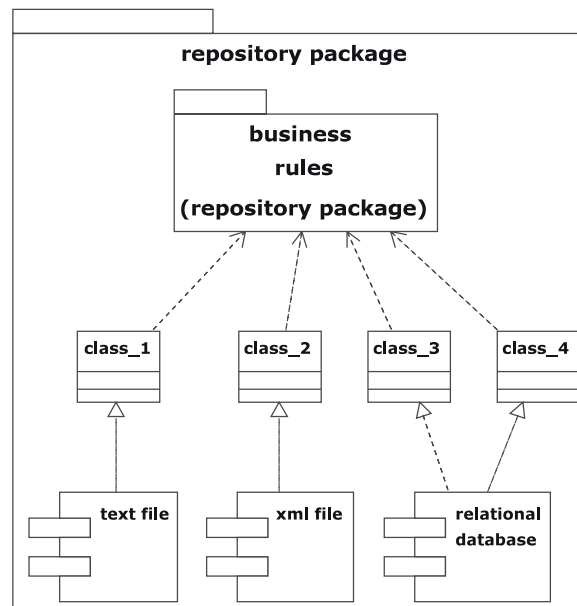 repository package
business
rules
(repository package)
class_1
class_2
class_3
class_4
text file
xml file
relational
database